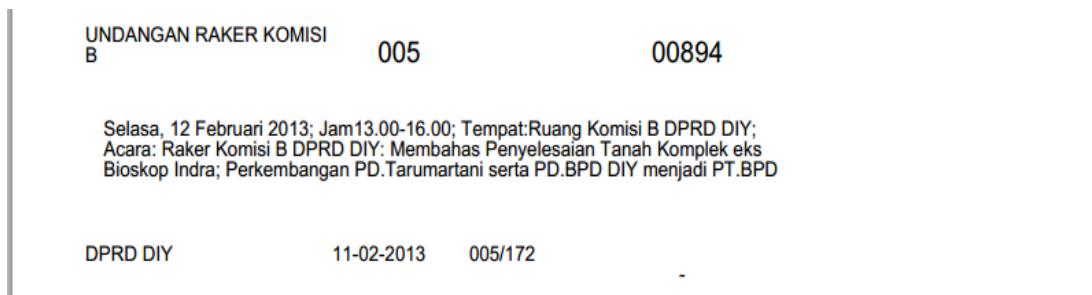 UNDANGAN RAKER KOMISI
B 005 00894
Selasa, 12 Februari 2013; Jam13.00-16.00; Tempat:Ruang Komisi B DPRD DIY;
Acara: Raker Komisi B DPRD DIY: Membahas Penyelesaian Tanah Komplek eks
Bioskop Indra; Perkembangan PD.Tarumartani serta PD.BPD DIY menjadi PT.BPD
DPRD DIY 11-02-2013 005/172
-